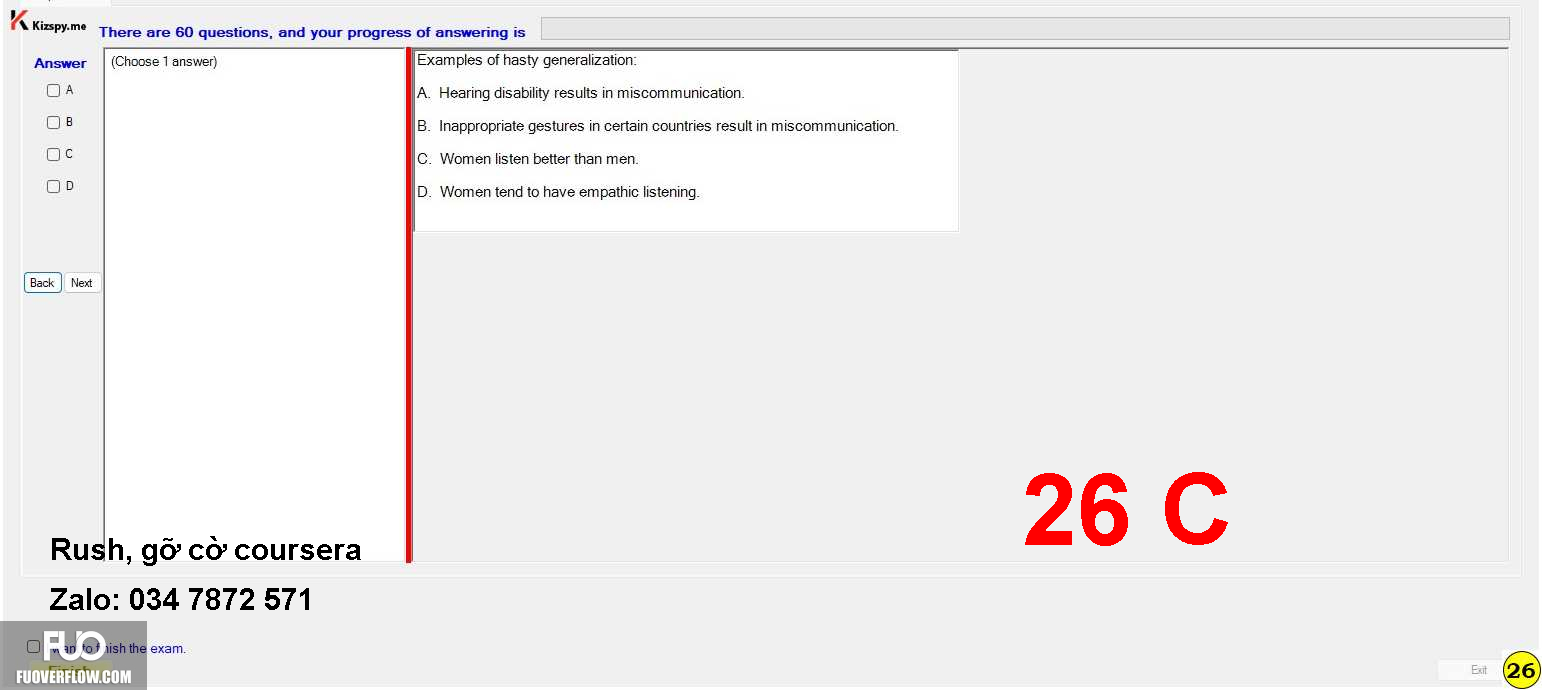 Kizspy.me
There are 60 questions, and your progress of answering is
Answer
(Choose 1 answer)
A
B
C
D
Back
Next
Examples of hasty generalization:
A. Hearing disability results in miscommunication.
B. Inappropriate gestures in certain countries result in miscommunication.
C. Women listen better than men.
D. Women tend to have empathic listening.
26 C
Rush, gỡ cờ coursera
Zalo: 034 7872 571
want to finish the exam.
Finish
FUO
FUOVERFLOW.COM
Exit
26